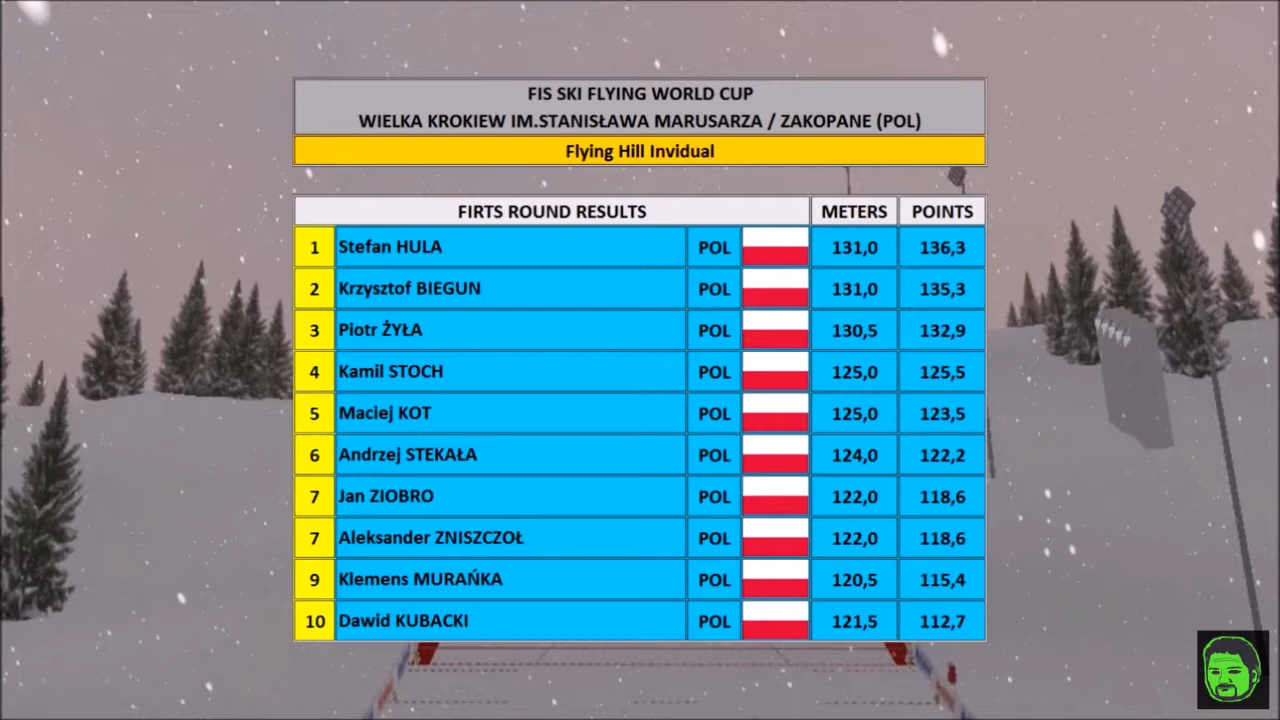 FIS SKI FLYING WORLD CUP
WIELKA KROKIEW IM.STANISŁAWA MARUSARZA / ZAKOPANE (POL)
Flying Hill Invidual
FIRTS ROUND RESULTS METERS POINTS
1 Stefan HULA POL 131,0 136,3
2 Krzysztof BIEGUN POL 131,0 135,3
3 Piotr ŻYŁA POL 130,5 132,9
4 Kamil STOCH POL 125,0 125,5
5 Maciej KOT POL 125,0 123,5
6 Andrzej STEKAŁA POL 124,0 122,2
7 Jan ZIOBRO POL 122,0 118,6
7 Aleksander ZNISZCZOŁ POL 122,0 118,6
9 Klemens MURAŃKA POL 120,5 115,4
10 Dawid KUBACKI POL 121,5 112,7